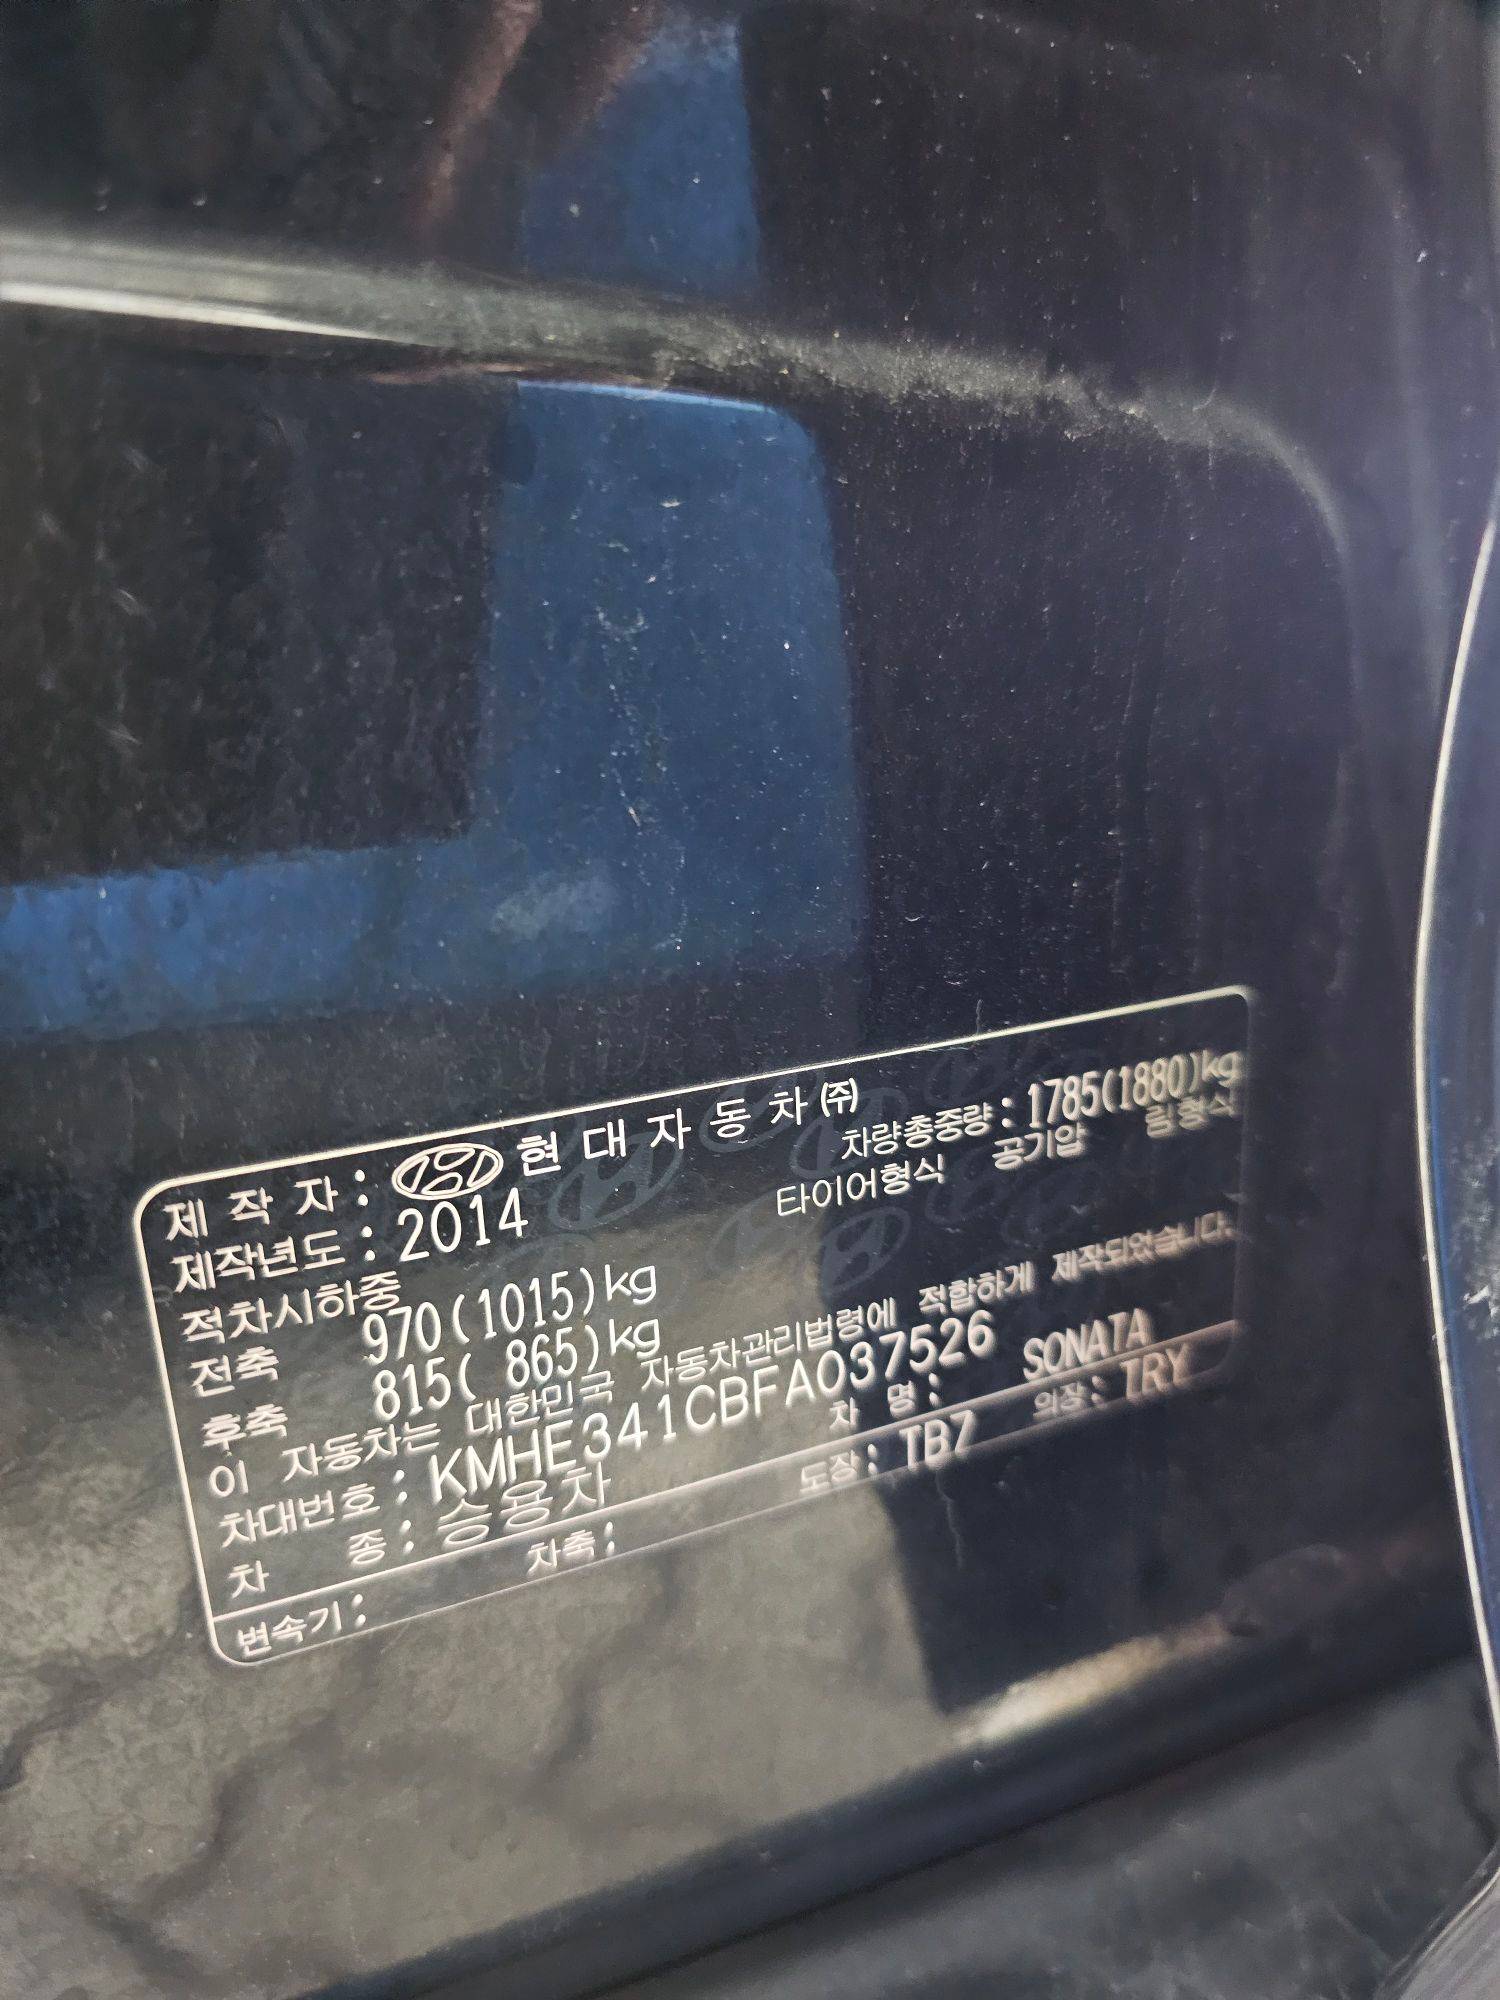 제 작 자 : 현 대 자 동 차 ㈜
제작년도 : 2014 차량총중량 : 1785(1880)kg
적차시하중 타이어형식 공기압 림형식
전축 970(1015)kg
후축 815( 865)kg
이 자동차는 대한민국 자동차관리법령에 적합하게 제작되었습니다.
차대번호 : KMHE341CBFA037526
차 종 : 승용차 차 명 : SONATA
변속기 : 차축 : 도장 : TB7 의장 : TRY